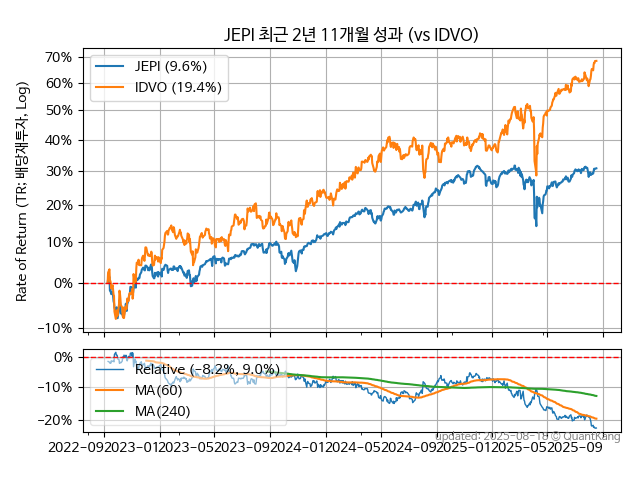 JEPI 최근 2년 11개월 성과 (vs IDVO)
Rate of Return (TR: 배당재투자, Log)
70%
60%
50%
40%
30%
20%
10%
0%
−10%
JEPI (9.6%)
IDVO (19.4%)
0%
−10%
−20%
Relative (−8.2%, 9.0%)
MA(60)
MA(240)
2022-09 2023-01 2023-05 2023-09 2024-01 2024-05 2024-09 2025-01 2025-05 2025-09
updated: 2025-08-18 © QuantKang